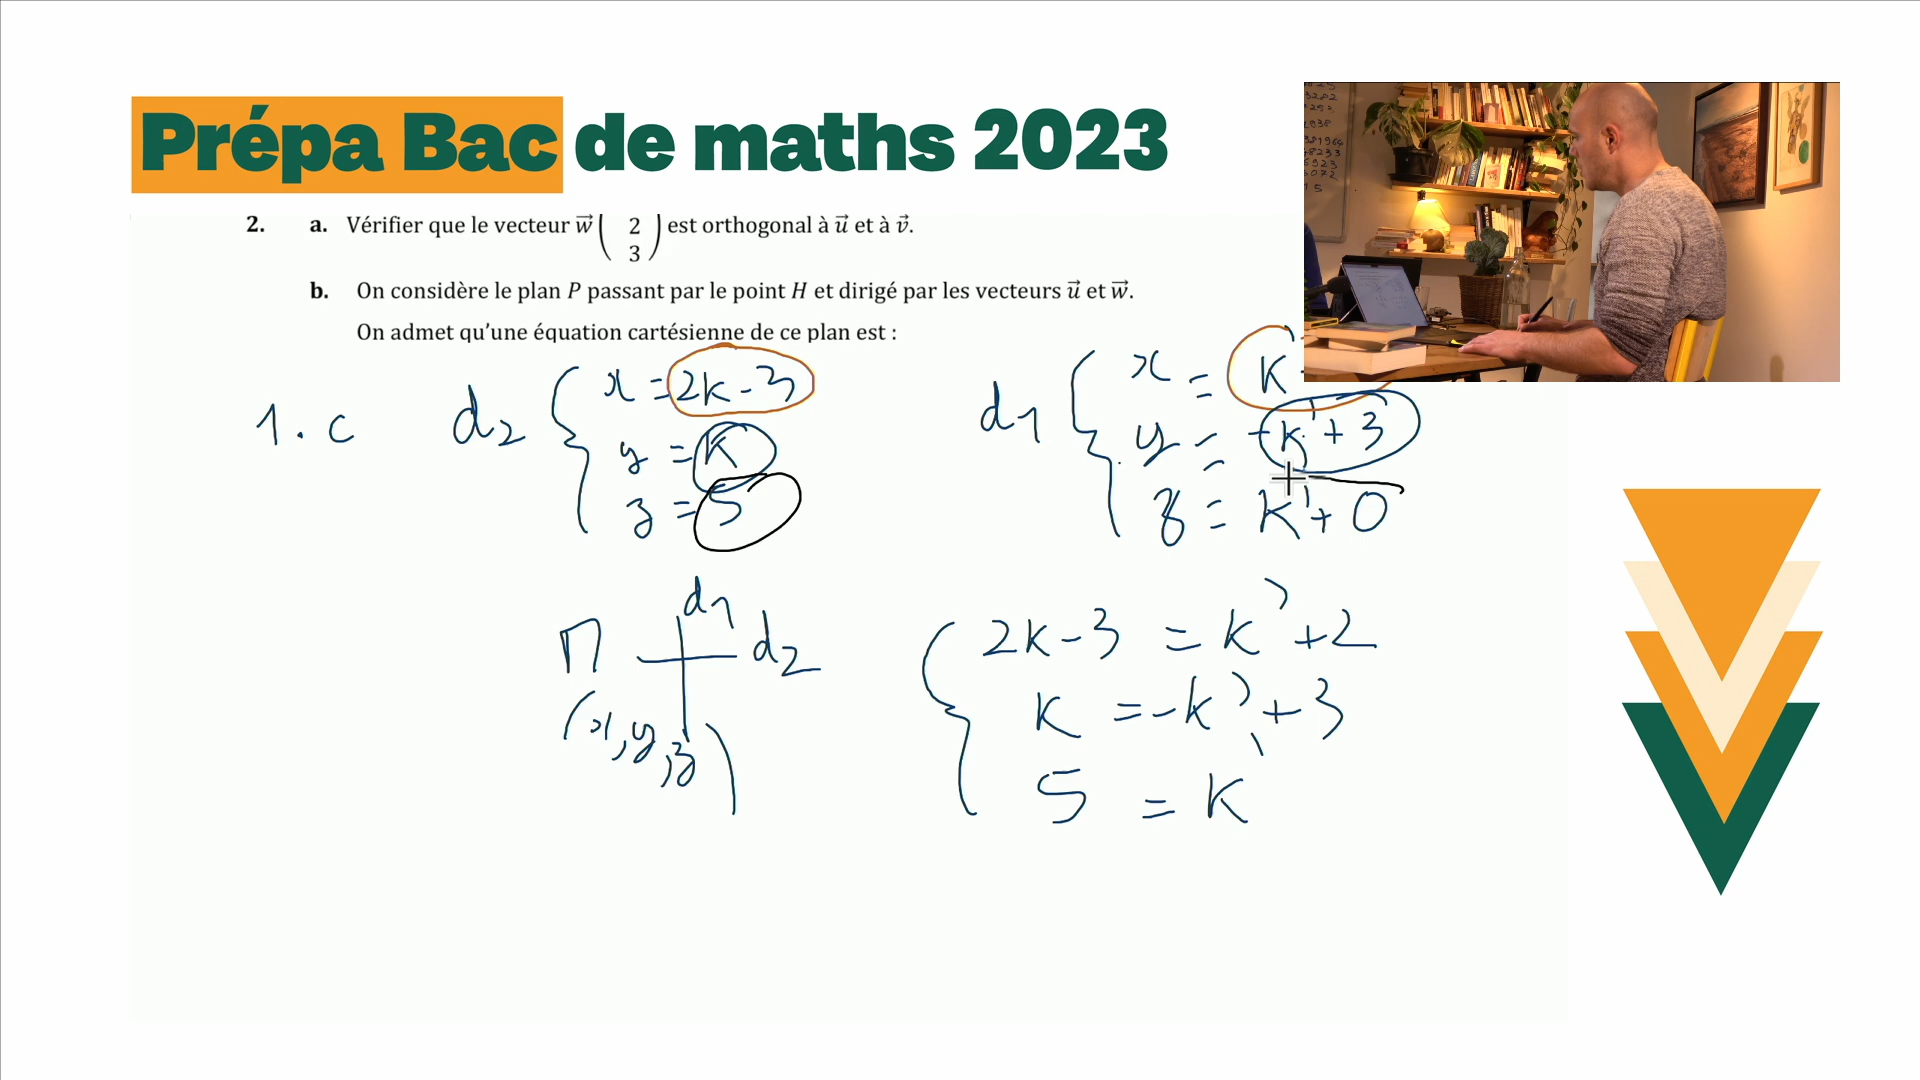 Prépa Bac de maths 2023
2. a. Vérifier que le vecteur w⃗ ( 2 3 ) est orthogonal à u⃗ et à v⃗.
b. On considère le plan P passant par le point H et dirigé par les vecteurs u⃗ et w⃗.
On admet qu'une équation cartésienne de ce plan est :
1. c
d2 { x = 2k - 3
y = k
z = 5
d1 { x = k'
y = -k' + 3
z = k' + 0
M d1 d2
(x, y, z)
{ 2k - 3 = k' + 2
k = -k' + 3
5 = k'